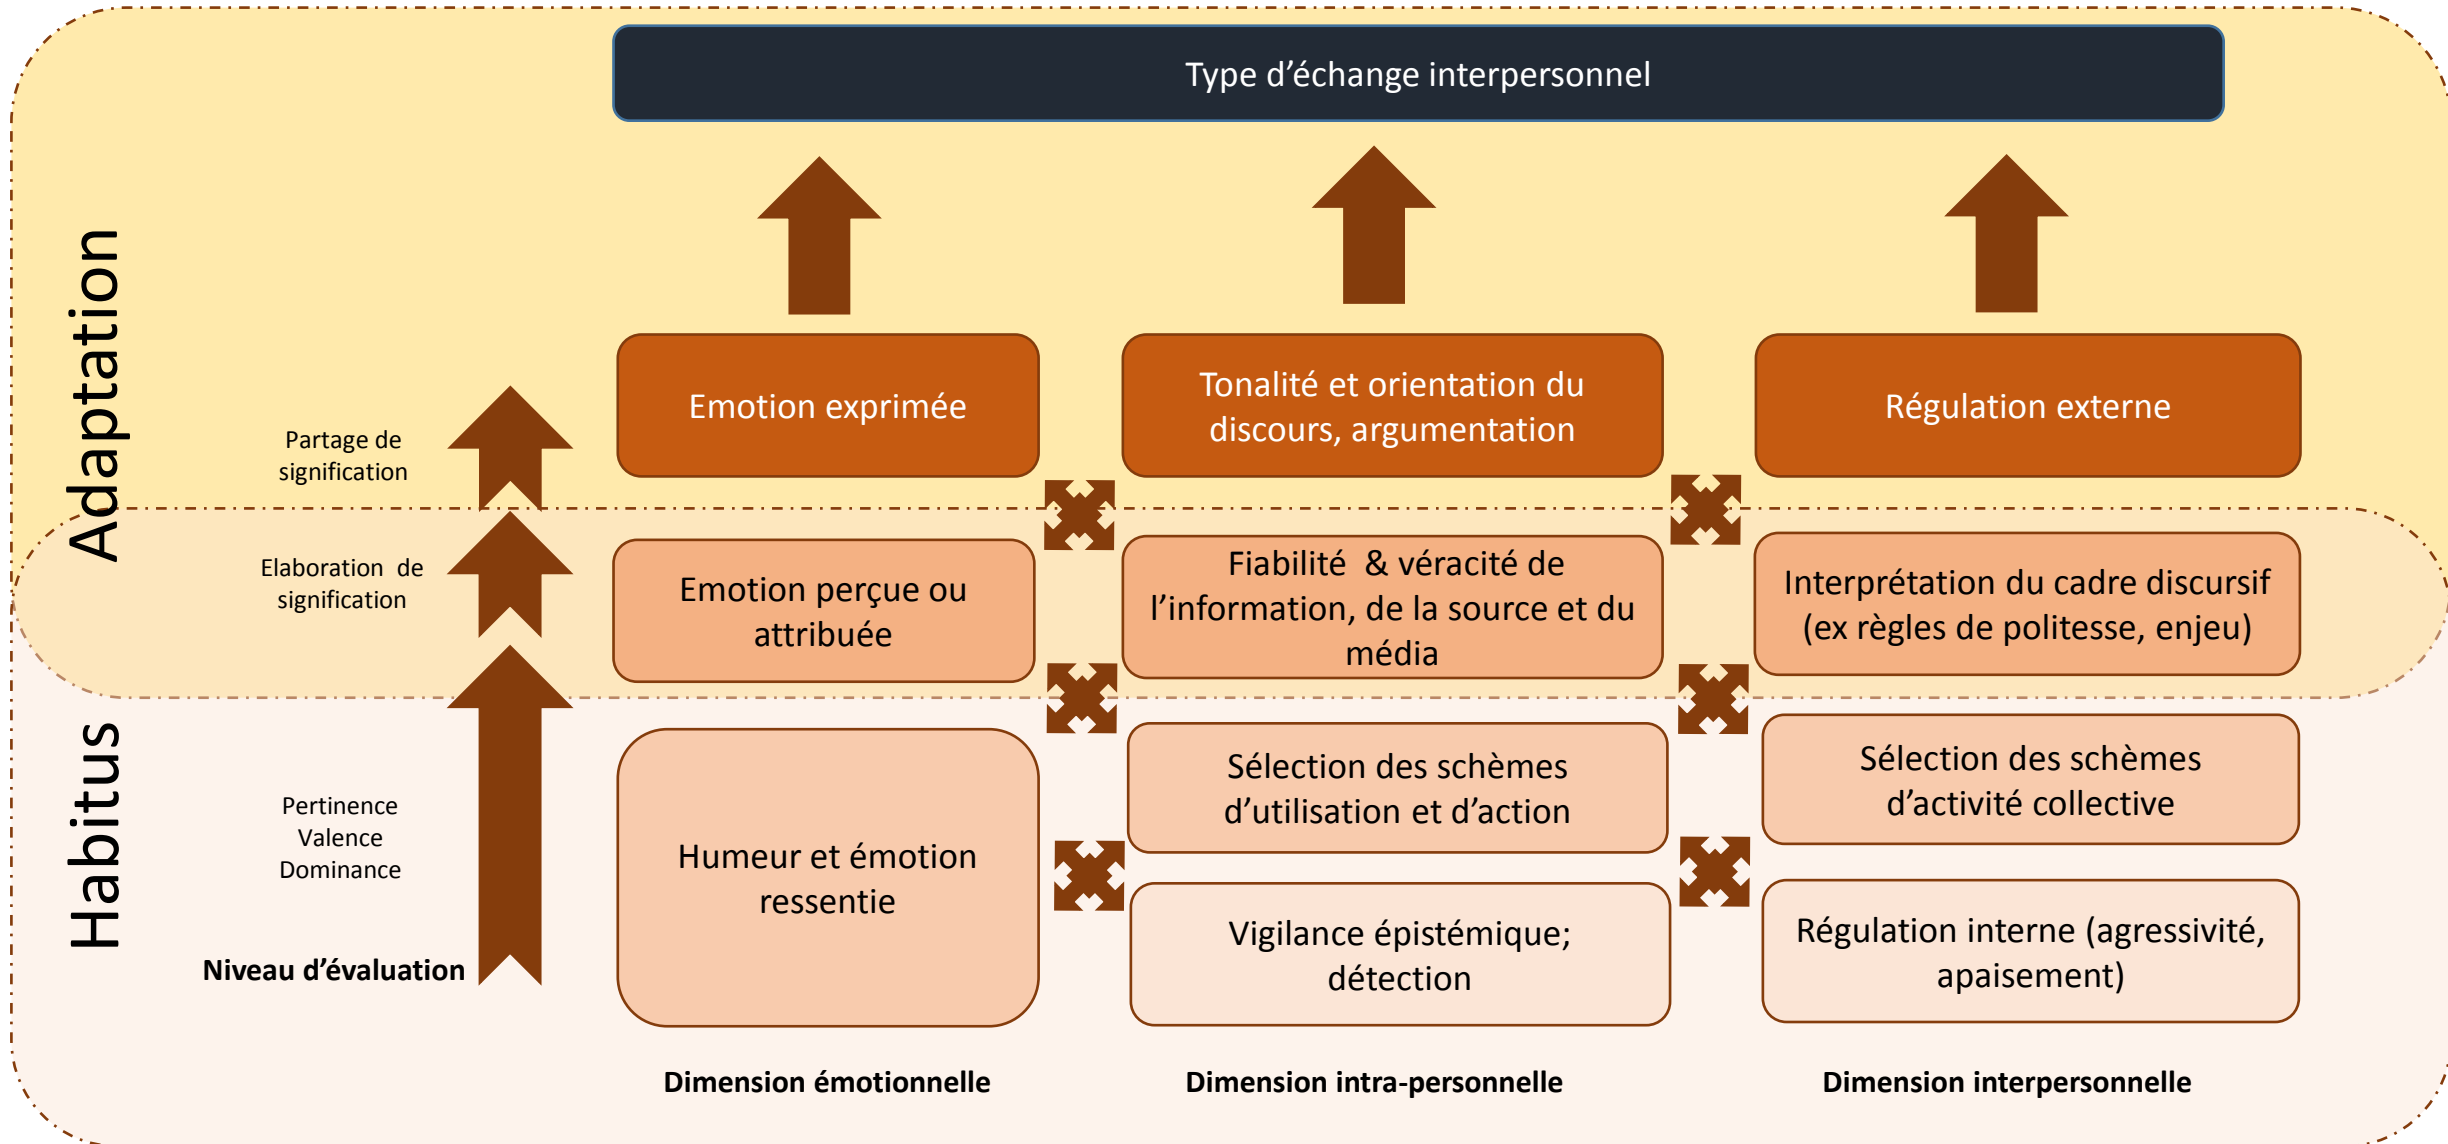 Type d’échange interpersonnel
Adaptation
Emotion exprimée
Tonalité et orientation du
discours, argumentation
Régulation externe
Partage de
signification
Elaboration de
signification
Emotion perçue ou
attribuée
Fiabilité & véracité de
l’information, de la source et du
média
Interprétation du cadre discursif
(ex règles de politesse, enjeu)
Habitus
Pertinence
Valence
Dominance
Niveau d’évaluation
Humeur et émotion
ressentie
Sélection des schèmes
d’utilisation et d’action
Sélection des schèmes
d’activité collective
Vigilance épistémique;
détection
Régulation interne (agressivité,
apaisement)
Dimension émotionnelle
Dimension intra-personnelle
Dimension interpersonnelle